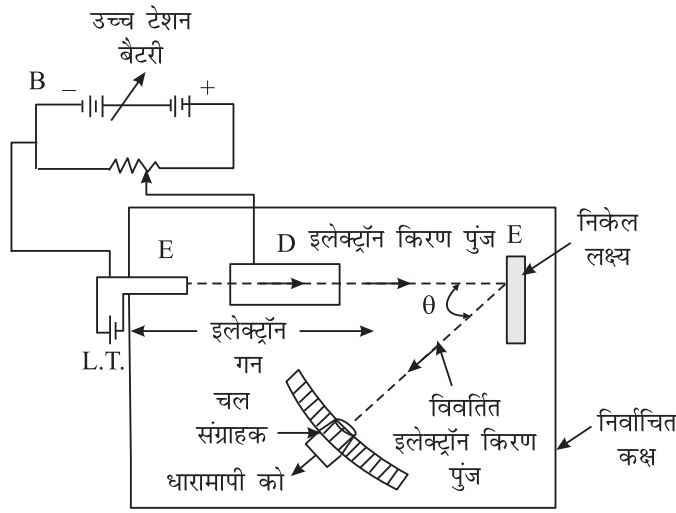 उच्च टेशन
बैटरी
B
−
+
E
D
इलेक्ट्रॉन किरण पुंज
E
निकेल
लक्ष्य
θ
L.T.
इलेक्ट्रॉन
गन
चल
संग्राहक
धारामापी को
विवर्तित
इलेक्ट्रॉन किरण
पुंज
निर्वाचित
कक्ष